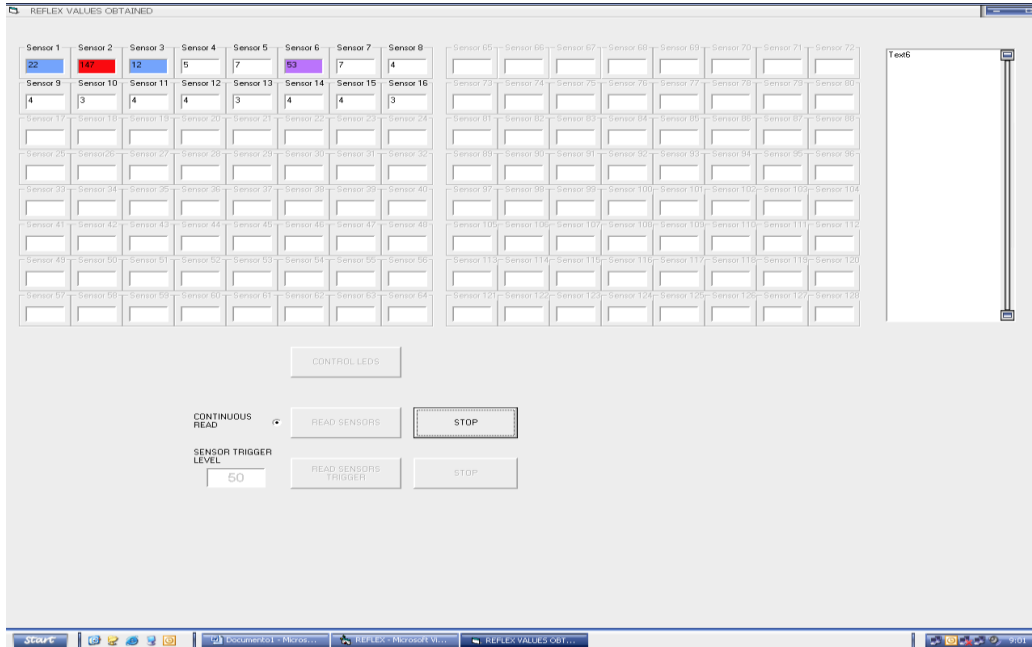 REFLEX VALUES OBTAINED
Sensor 1 Sensor 2 Sensor 3 Sensor 4 Sensor 5 Sensor 6 Sensor 7 Sensor 8 Sensor 65 Sensor 66 Sensor 67 Sensor 68 Sensor 69 Sensor 70 Sensor 71 Sensor 72
Text6
22 147 12 5 7 53 7 4
Sensor 9 Sensor 10 Sensor 11 Sensor 12 Sensor 13 Sensor 14 Sensor 15 Sensor 16 Sensor 73 Sensor 74 Sensor 75 Sensor 76 Sensor 77 Sensor 78 Sensor 79 Sensor 80
4 3 4 4 3 4 4 3
Sensor 17 Sensor 18 Sensor 19 Sensor 20 Sensor 21 Sensor 22 Sensor 23 Sensor 24 Sensor 81 Sensor 82 Sensor 83 Sensor 84 Sensor 85 Sensor 86 Sensor 87 Sensor 88
Sensor 25 Sensor26 Sensor 27 Sensor 28 Sensor 29 Sensor 30 Sensor 31 Sensor 32 Sensor 89 Sensor 90 Sensor 91 Sensor 92 Sensor 93 Sensor 94 Sensor 95 Sensor 96
Sensor 33 Sensor 34 Sensor 35 Sensor 36 Sensor 37 Sensor 38 Sensor 39 Sensor 40 Sensor 97 Sensor 98 Sensor 99 Sensor 100 Sensor 101 Sensor 102 Sensor 103 Sensor 104
Sensor 41 Sensor 42 Sensor 43 Sensor 44 Sensor 45 Sensor 46 Sensor 47 Sensor 48 Sensor 105 Sensor 106 Sensor 107 Sensor 108 Sensor 109 Sensor 110 Sensor 111 Sensor 112
Sensor 49 Sensor 50 Sensor 51 Sensor 52 Sensor 53 Sensor 54 Sensor 55 Sensor 56 Sensor 113 Sensor 114 Sensor 115 Sensor 116 Sensor 117 Sensor 118 Sensor 119 Sensor 120
Sensor 57 Sensor 58 Sensor 59 Sensor 60 Sensor 61 Sensor 62 Sensor 63 Sensor 64 Sensor 121 Sensor 122 Sensor 123 Sensor 124 Sensor 125 Sensor 126 Sensor 127 Sensor 128
CONTROL LEDS
CONTINUOUS
READ
READ SENSORS
STOP
SENSOR TRIGGER
LEVEL
50
READ SENSORS
TRIGGER
STOP
Start Documento1 - Micros... REFLEX - Microsoft Vi... REFLEX VALUES OBT... 9:01